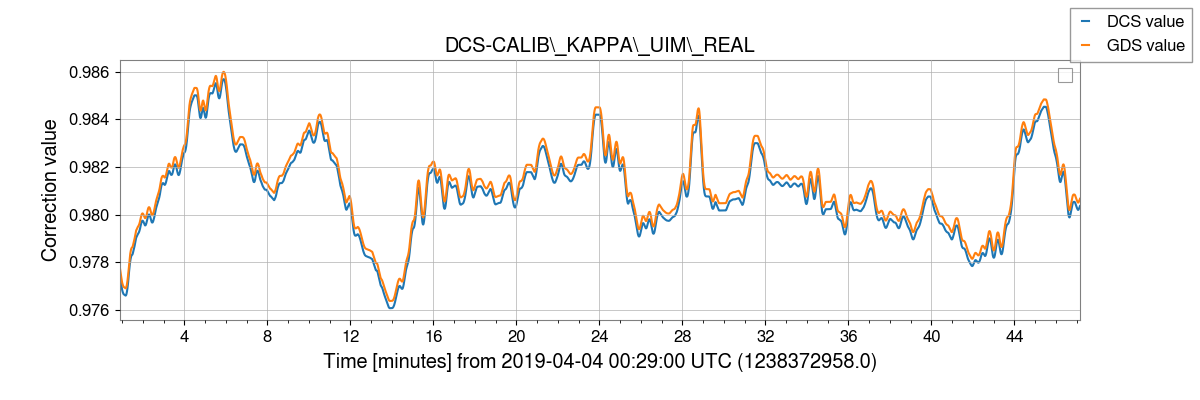 DCS value
GDS value
DCS-CALIB\_KAPPA\_UIM\_REAL
Correction value
0.986
0.984
0.982
0.980
0.978
0.976
4 8 12 16 20 24 28 32 36 40 44
Time [minutes] from 2019-04-04 00:29:00 UTC (1238372958.0)